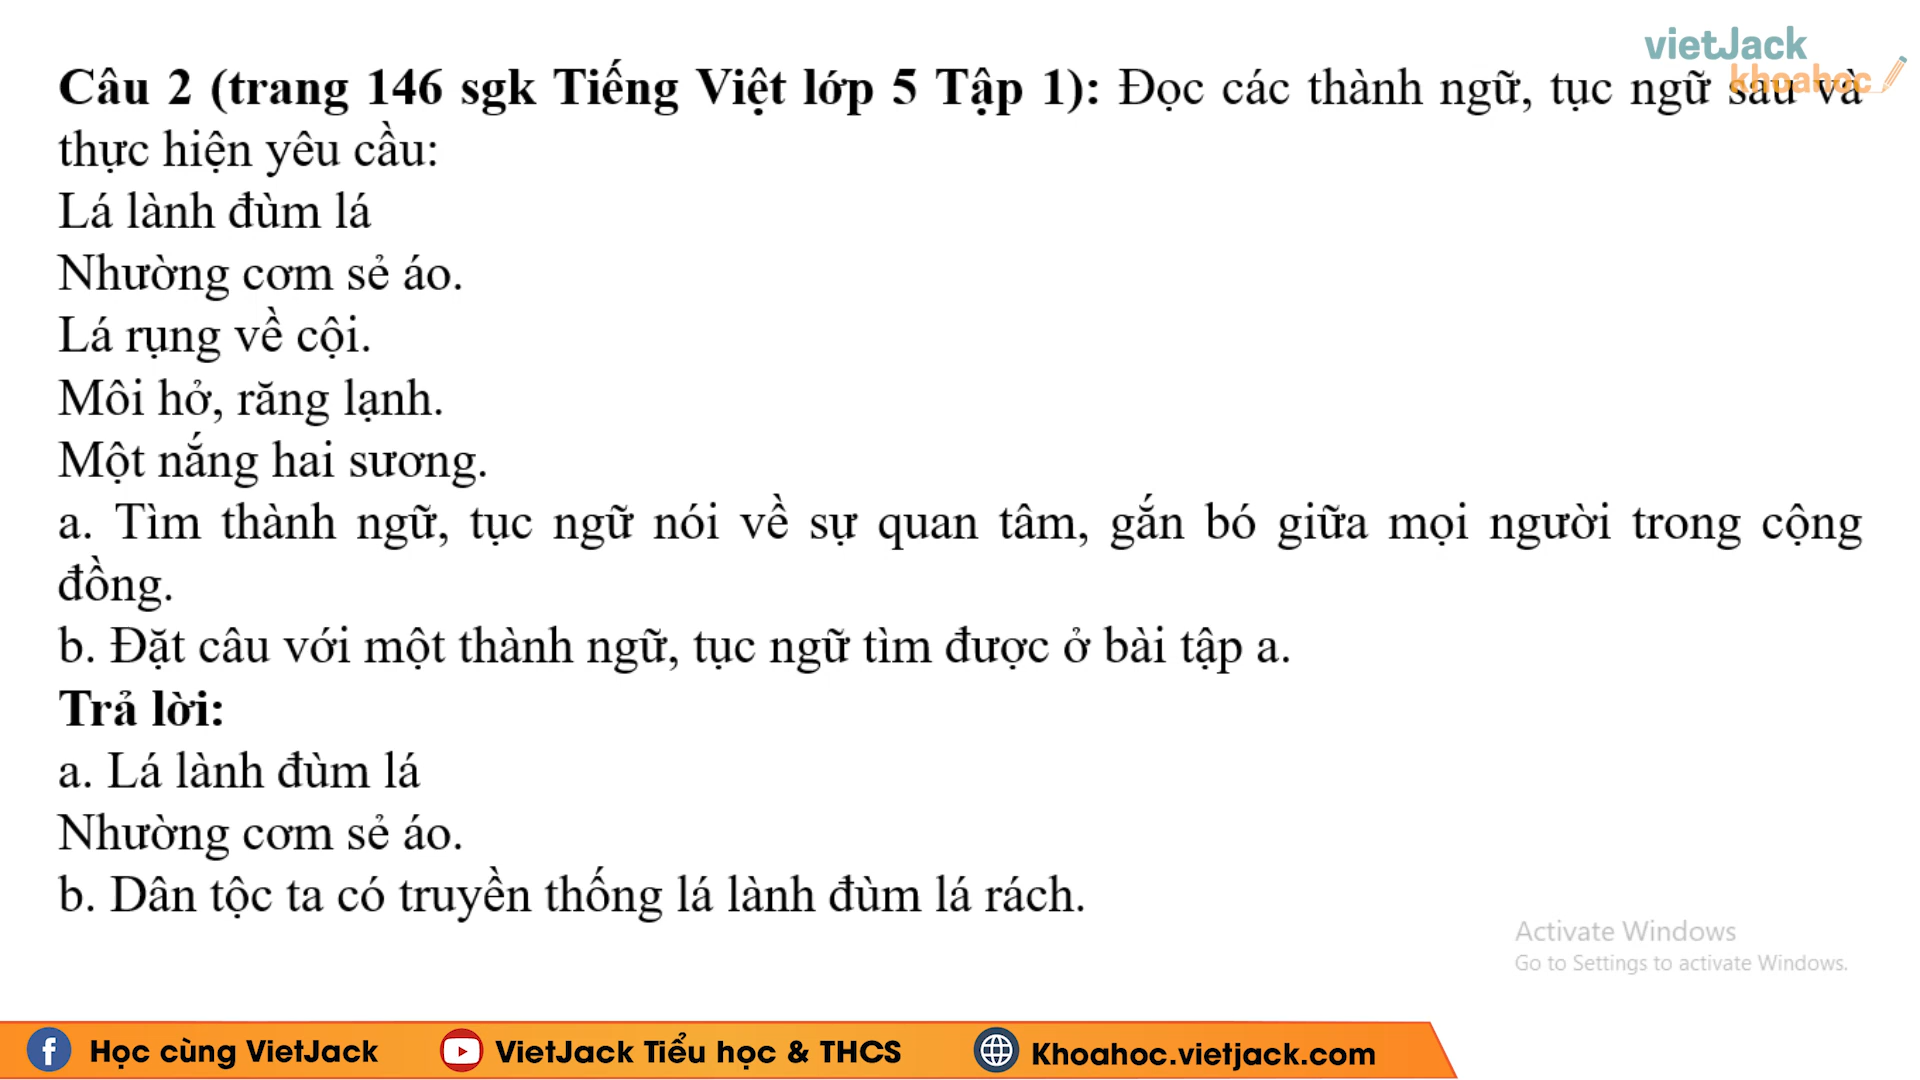 vietJack
khoahoc
Câu 2 (trang 146 sgk Tiếng Việt lớp 5 Tập 1): Đọc các thành ngữ, tục ngữ sau và
thực hiện yêu cầu:
Lá lành đùm lá
Nhường cơm sẻ áo.
Lá rụng về cội.
Môi hở, răng lạnh.
Một nắng hai sương.
a. Tìm thành ngữ, tục ngữ nói về sự quan tâm, gắn bó giữa mọi người trong cộng
đồng.
b. Đặt câu với một thành ngữ, tục ngữ tìm được ở bài tập a.
Trả lời:
a. Lá lành đùm lá
Nhường cơm sẻ áo.
b. Dân tộc ta có truyền thống lá lành đùm lá rách.
Activate Windows
Go to Settings to activate Windows.
Học cùng VietJack
VietJack Tiểu học & THCS
Khoahoc.vietjack.com